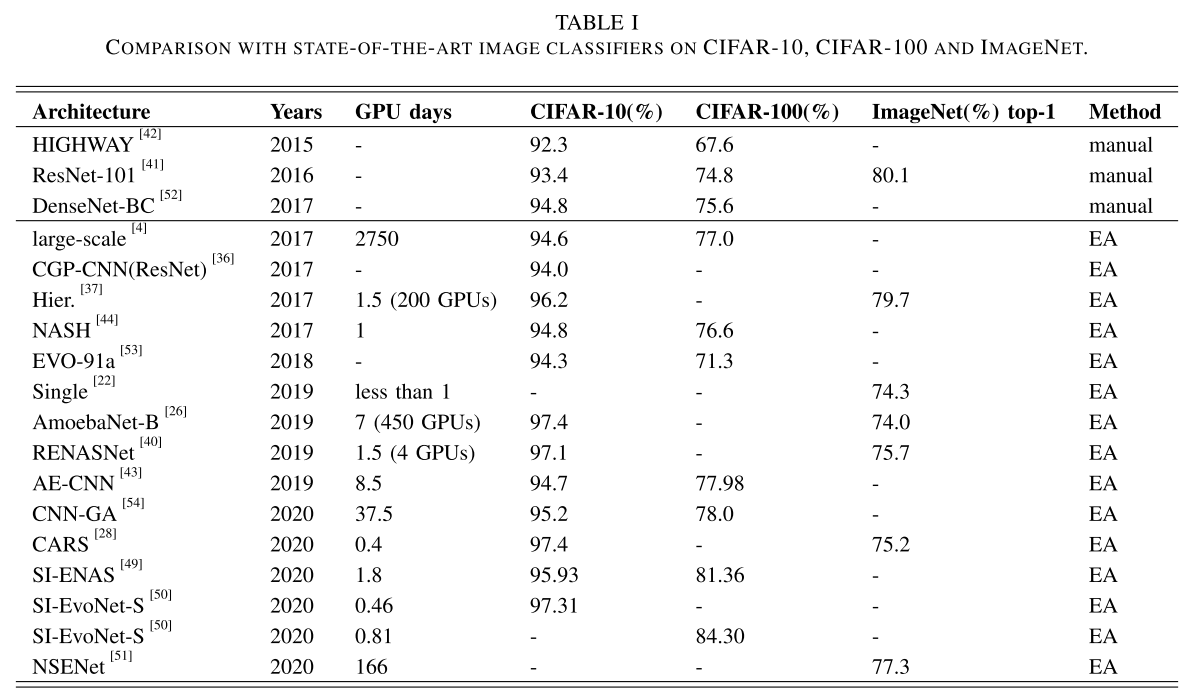 TABLE I
COMPARISON WITH STATE-OF-THE-ART IMAGE CLASSIFIERS ON CIFAR-10, CIFAR-100 AND IMAGENET.
Architecture Years GPU days CIFAR-10(%) CIFAR-100(%) ImageNet(%) top-1 Method
HIGHWAY [42] 2015 - 92.3 67.6 - manual
ResNet-101 [41] 2016 - 93.4 74.8 80.1 manual
DenseNet-BC [52] 2017 - 94.8 75.6 - manual
large-scale [4] 2017 2750 94.6 77.0 - EA
CGP-CNN(ResNet) [36] 2017 - 94.0 - - EA
Hier. [37] 2017 1.5 (200 GPUs) 96.2 - 79.7 EA
NASH [44] 2017 1 94.8 76.6 - EA
EVO-91a [53] 2018 - 94.3 71.3 - EA
Single [22] 2019 less than 1 - - 74.3 EA
AmoebaNet-B [26] 2019 7 (450 GPUs) 97.4 - 74.0 EA
RENASNet [40] 2019 1.5 (4 GPUs) 97.1 - 75.7 EA
AE-CNN [43] 2019 8.5 94.7 77.98 - EA
CNN-GA [54] 2020 37.5 95.2 78.0 - EA
CARS [28] 2020 0.4 97.4 - 75.2 EA
SI-ENAS [49] 2020 1.8 95.93 81.36 - EA
SI-EvoNet-S [50] 2020 0.46 97.31 - - EA
SI-EvoNet-S [50] 2020 0.81 - 84.30 - EA
NSENet [51] 2020 166 - - 77.3 EA